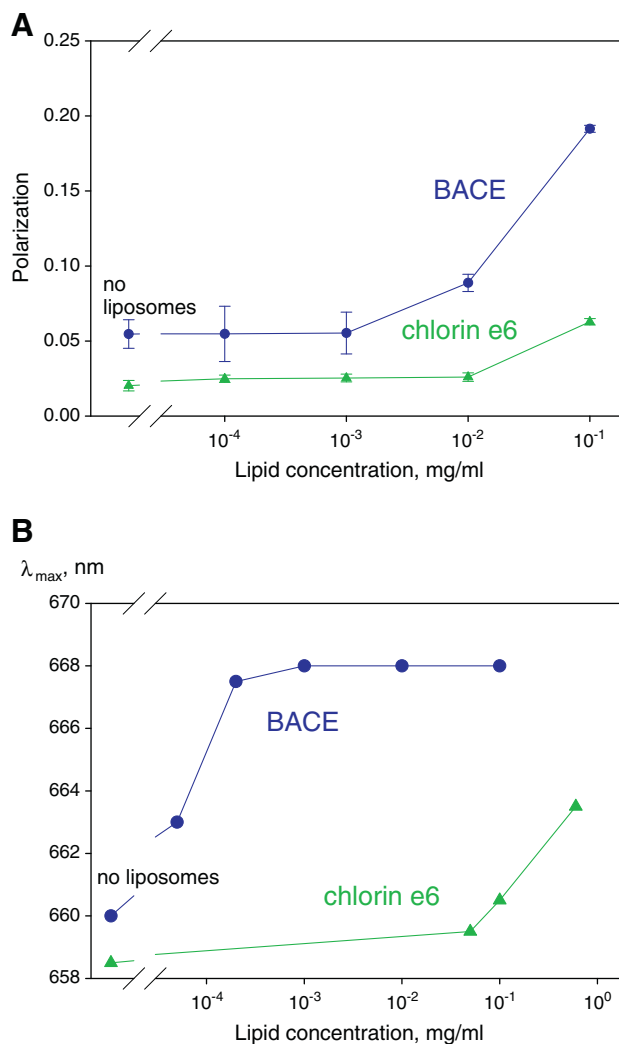 A
0.25
0.20
BACE
0.15
Polarization
0.10
no
liposomes
chlorin e6
0.05
0.00
10⁻⁴ 10⁻³ 10⁻² 10⁻¹
Lipid concentration, mg/ml
B
λmax, nm
670
668
BACE
666
664
662
no liposomes
chlorin e6
660
658
10⁻⁴ 10⁻³ 10⁻² 10⁻¹ 10⁰
Lipid concentration, mg/ml